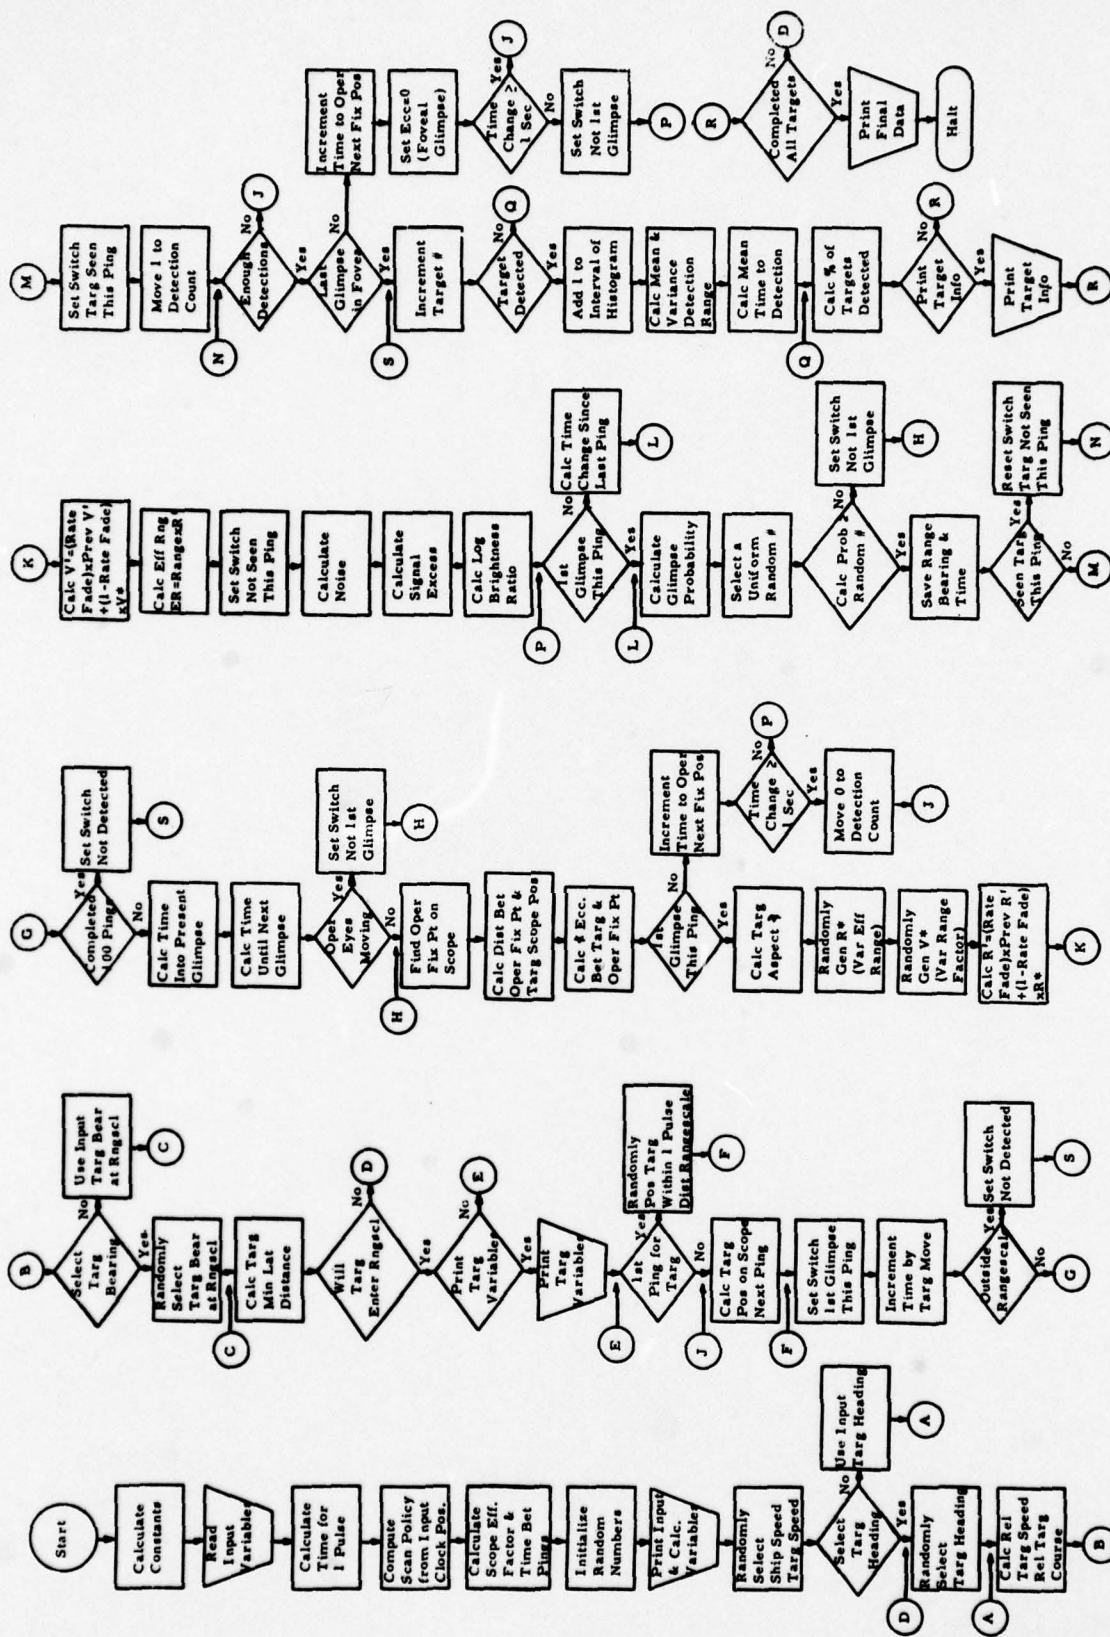 Start
Calculate
Constants
Read
Input
Variables
Calculate
Time for
1 Pulse
Compute
Scan Policy
from Input
Clock Pos.
Calculate
Scope Eff.
Factor &
Time Bet
Pings
Initialize
Random
Numbers
Print Input
& Calc.
Variables
Randomly
Select
Ship Speed
Targ Speed
Select
Targ
Heading
No
Use Input
Targ Heading
A
Yes
D
Randomly
Select
Targ Heading
A
Calc Rel
Targ Speed
Rel Targ
Course
B
B
Select
Targ
Bearing
No
Use Input
Targ Bear
at Rngscl
C
Yes
Randomly
Select
Targ Bear
at Rngscl
C
Calc Targ
Min Lat
Distance
Will
Targ
Enter Rngscl
No
D
Yes
Print
Targ
Variables
No
E
Yes
Print
Targ
Variables
E
1st
Ping for
Targ
Yes
Randomly
Pos Targ
Within 1 Pulse
Dist Rangescale
F
No
J
Calc Targ
Pos on Scope
Next Ping
F
Set Switch
1st Glimpse
This Ping
Increment
Time by
Targ Move
Outside
Rangescale
Yes
Set Switch
Not Detected
S
No
G
G
Completed
100 Pings
Yes
Set Switch
Not Detected
S
No
Calc Time
Into Present
Glimpse
Calc Time
Until Next
Glimpse
Oper
Eyes
Moving
Yes
Set Switch
Not 1st
Glimpse
H
No
H
Find Oper
Fix Pt on
Scope
Calc Dist Bet
Oper Fix Pt &
Targ Scope Pos
Calc ∢ Ecc.
Bet Targ &
Oper Fix Pt
1st
Glimpse
This Ping
No
Increment
Time to Oper
Next Fix Pos
Time
Change ≥
1 Sec
No
P
Yes
Move 0 to
Detection
Count
J
Yes
Calc Targ
Aspect ∢
Randomly
Gen R*
(Var Eff
Range)
Randomly
Gen V*
(Var Range
Factor)
Calc R'=(Rate
Fade)xPrev R'
+(1-Rate Fade)
xR*
K
K
Calc V'=(Rate
Fade)xPrev V'
+(1-Rate Fade)
xV*
Calc Eff Rng
ER=RangexR'
Set Switch
Not Seen
This Ping
Calculate
Noise
Calculate
Signal
Excess
Calc Log
Brightness
Ratio
P
1st
Glimpse
This Ping
No
Calc Time
Change Since
Last Ping
L
Yes
L
Calculate
Glimpse
Probability
Select a
Uniform
Random #
Calc Prob ≥
Random #
No
Set Switch
Not 1st
Glimpse
H
Yes
Save Range
Bearing &
Time
Seen Targ
This Ping
Yes
Reset Switch
Targ Not Seen
This Ping
N
No
M
M
Set Switch
Targ Seen
This Ping
Move 1 to
Detection
Count
N
Enough
Detections
No
J
Yes
Last
Glimpse
in Fovea
No
Increment
Time to Oper
Next Fix Pos
Set Ecc=0
(Foveal
Glimpse)
Time
Change ≥
1 Sec
Yes
J
No
Set Switch
Not 1st
Glimpse
P
Yes
S
Increment
Target #
Target
Detected
No
Q
Yes
Add 1 to
Interval of
Histogram
Calc Mean &
Variance
Detection
Range
Calc Mean
Time to
Detection
Q
Calc % of
Targets
Detected
Print
Target
Info
No
R
Yes
Print
Target
Info
R
R
Completed
All Targets
No
D
Yes
Print
Final
Data
Halt